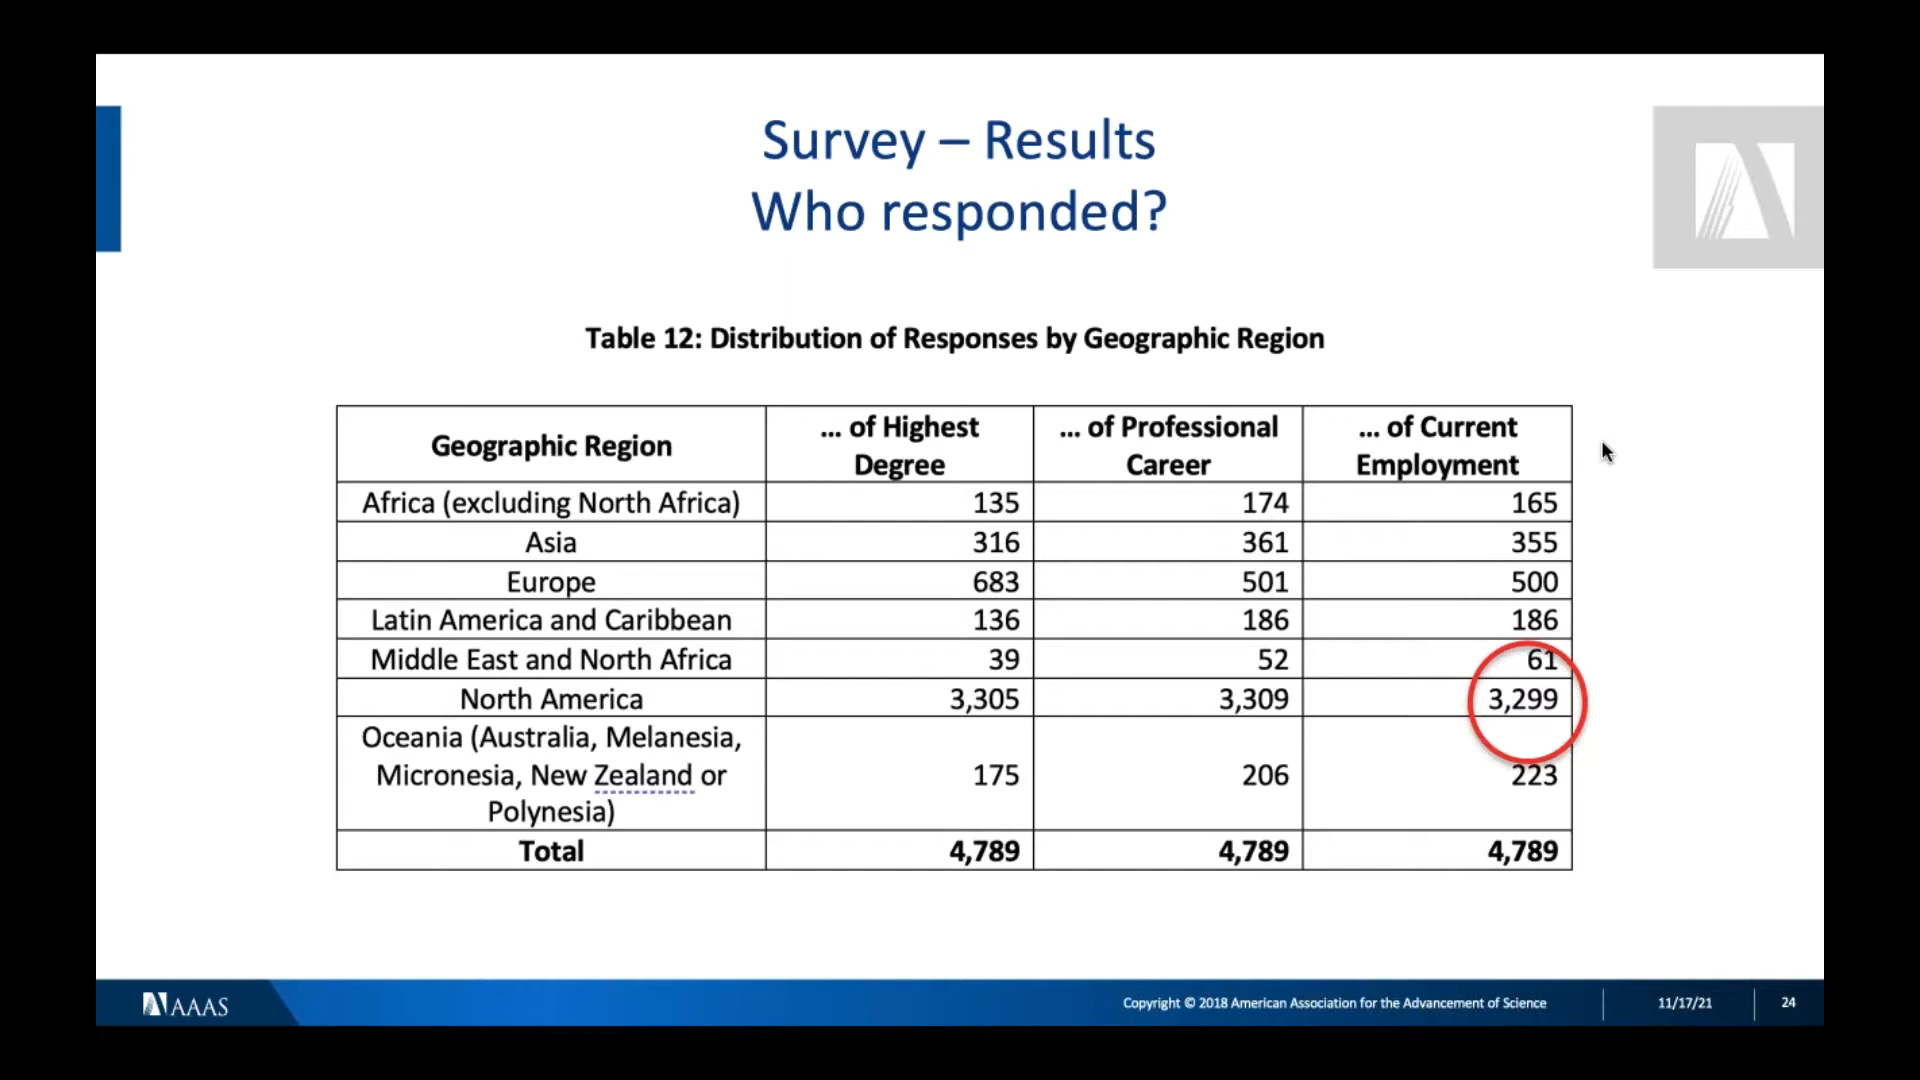 Survey – Results
Who responded?
Table 12: Distribution of Responses by Geographic Region
Geographic Region
... of Highest
Degree
... of Professional
Career
... of Current
Employment
Africa (excluding North Africa) 135 174 165
Asia 316 361 355
Europe 683 501 500
Latin America and Caribbean 136 186 186
Middle East and North Africa 39 52 61
North America 3,305 3,309 3,299
Oceania (Australia, Melanesia,
Micronesia, New Zealand or 175 206 223
Polynesia)
Total 4,789 4,789 4,789
AAAS Copyright © 2018 American Association for the Advancement of Science 11/17/21 24